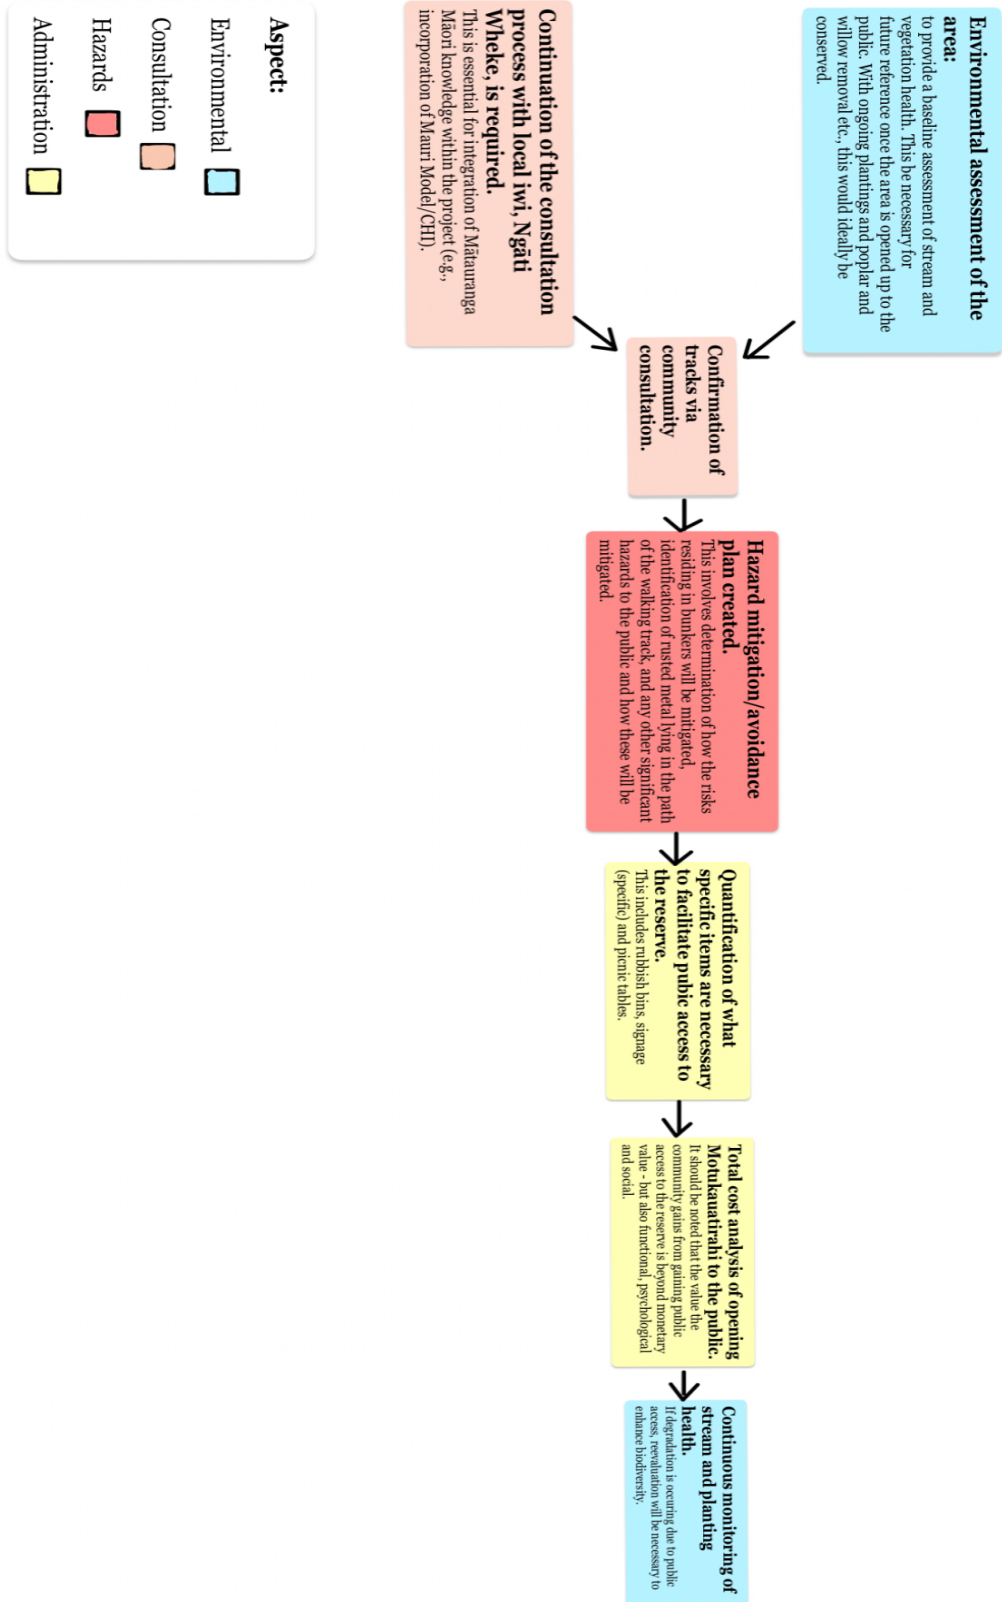 Environmental assessment of the
area:
to provide a baseline assessment of stream and
vegetation health. This be necessary for
future reference once the area is opened up to the
public. With ongoing plantings and poplar and
willow removal etc., this would ideally be
conserved.
Continuation of the consultation
process with local iwi, Ngāti
Wheke, is required.
This is essential for integration of Mātauranga
Māori knowledge within the project (e.g.,
incorporation of Mauri Model/CHI).
Confirmation of
tracks via
community
consultation.
Hazard mitigation/avoidance
plan created.
This involves determination of how the risks
residing in bunkers will be mitigated,
identification of rusted metal lying in the path
of the walking track, and any other significant
hazards to the public and how these will be
mitigated.
Quantification of what
specific items are necessary
to facilitate pubic access to
the reserve.
This includes rubbish bins, signage
(specific) and picnic tables.
Total cost analysis of opening
Motukauatirahi to the public.
It should be noted that the value the
community gains from gaining public
access to the reserve is beyond monetary
value - but also functional, psychological
and social.
Continuous monitoring of
stream and planting
health.
If degradation is occuring due to public
access, reevaluation will be necessary to
enhance biodiversity.
Aspect:
Environmental
Consultation
Hazards
Administration